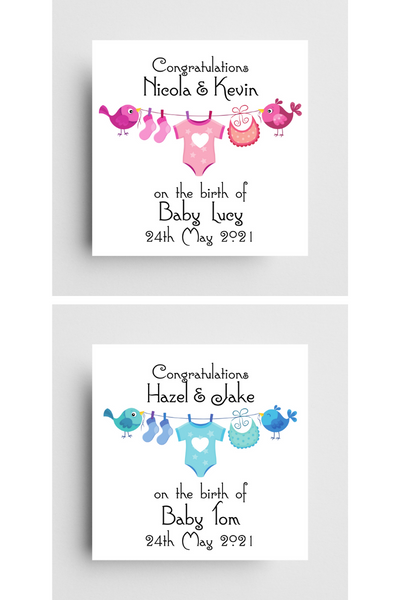 Congratulations
Nicola & Kevin
on the birth of
Baby Lucy
24th May 2021
Congratulations
Hazel & Jake
on the birth of
Baby Tom
24th May 2021